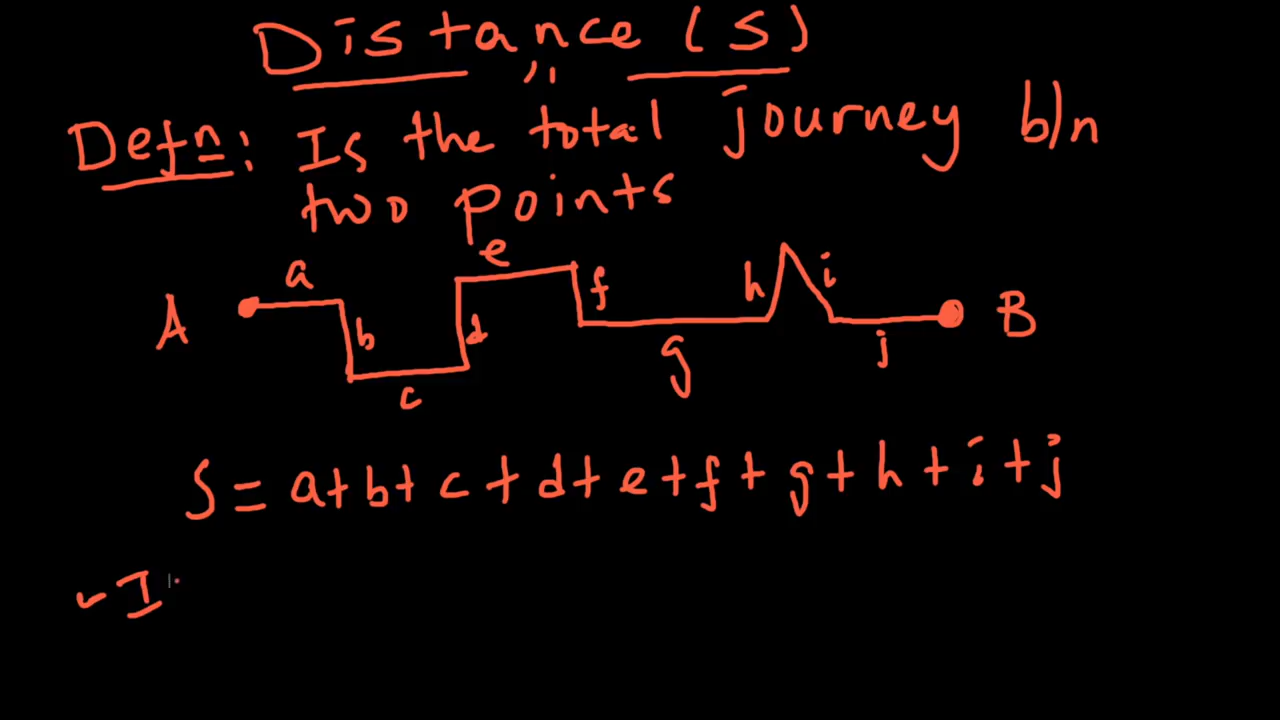 Distance (s)
Defn: Is the total journey b/n
two points
e
a
A b d f h i B
c g j
S = a+b+c+d+e+f+g+h+i+j
- I